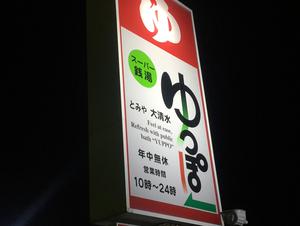 ゆ
スーパー
銭湯
ゆっぽ
とみや 大清水
Feel at ease,
Refresh with public
bath "YUPPO"
年中無休
営業時間
10時～24時